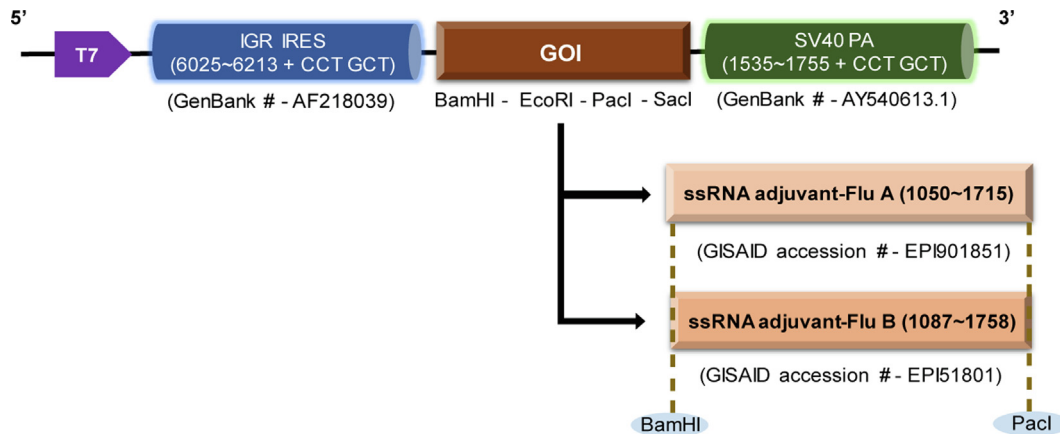 5’
3’
T7
IGR IRES
(6025~6213 + CCT GCT)
GOI
SV40 PA
(1535~1755 + CCT GCT)
(GenBank # - AF218039)
BamHI - EcoRI - PacI - SacI
(GenBank # - AY540613.1)
ssRNA adjuvant-Flu A (1050~1715)
(GISAID accession # - EPI901851)
ssRNA adjuvant-Flu B (1087~1758)
(GISAID accession # - EPI51801)
BamHI
PacI